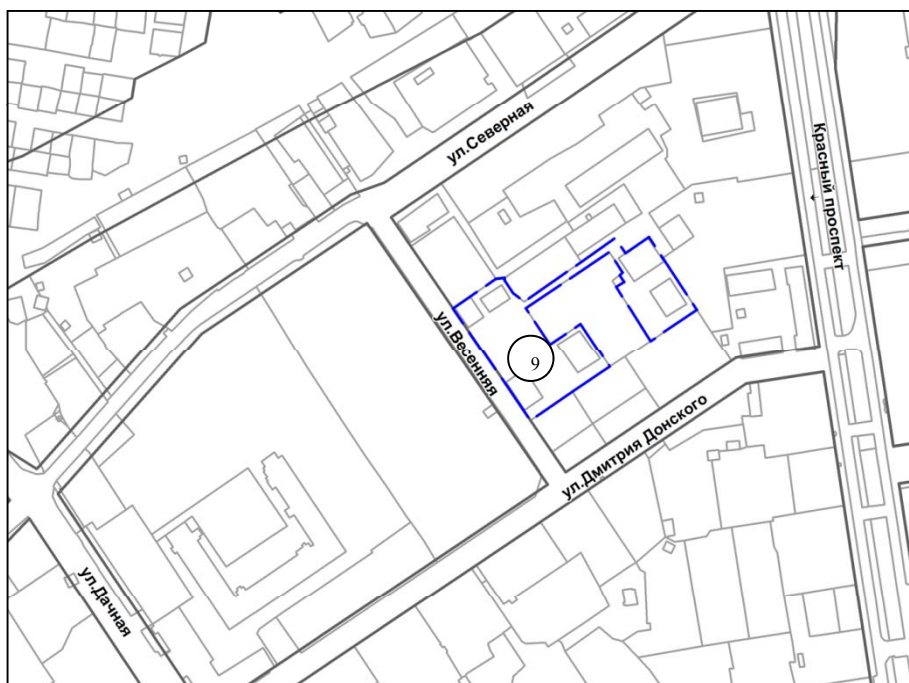 ул.Северная
Красный проспект
ул.Весенняя
9
ул.Дмитрия Донского
ул.Дачная